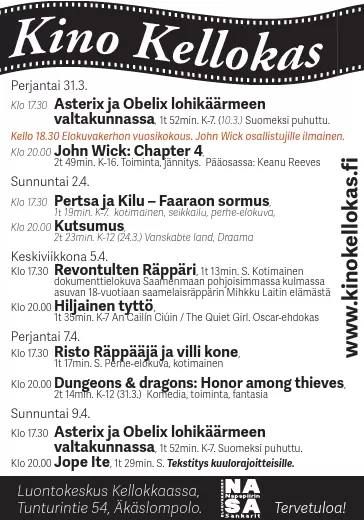 Kino Kellokas
Perjantai 31.3.
Klo 17.30 Asterix ja Obelix lohikäärmeen
valtakunnassa, 1t 52min. K-7. (10.3.) Suomeksi puhuttu.
Kello 18.30 Elokuvakerhon vuosikokous. John Wick osallistujille ilmainen.
Klo 20.00 John Wick: Chapter 4,
2t 49min. K-16. Toiminta, jännitys. Pääosassa: Keanu Reeves
Sunnuntai 2.4.
Klo 17.30 Pertsa ja Kilu – Faaraon sormus,
1t 19min. K-7. kotimainen, seikkailu, perhe-elokuva,
Klo 20.00 Kutsumus,
2t 23min. K-12 (24.3.) Vanskabte land, Draama
Keskiviikkona 5.4.
Klo 17.30 Revontulten Räppäri, 1t 13min. S. Kotimainen
dokumenttielokuva Saamenmaan pohjoisimmassa kulmassa
asuvan 18-vuotiaan saamelaisräppärin Mihkku Laitin elämästä
Klo 20.00 Hiljainen tyttö,
1t 35min. K-7 An Cailín Ciúin / The Quiet Girl. Oscar-ehdokas
Perjantai 7.4.
Klo 17.30 Risto Räppääjä ja villi kone,
1t 17min. S. Perhe-elokuva, kotimainen
Klo 20.00 Dungeons & dragons: Honor among thieves,
2t 14min. K-12 (31.3.) Komedia, toiminta, fantasia
Sunnuntai 9.4.
Klo 17.30 Asterix ja Obelix lohikäärmeen
valtakunnassa, 1t 52min. K-7. Suomeksi puhuttu.
Klo 20.00 Jope Ite, 1t 29min. S. Tekstitys kuulorajoitteisille.
www.kinokellokas.fi
Luontokeskus Kellokkaassa,
Tunturintie 54, Äkäslompolo.
NA
Napapiirin
SA
Sankarit
Tervetuloa!